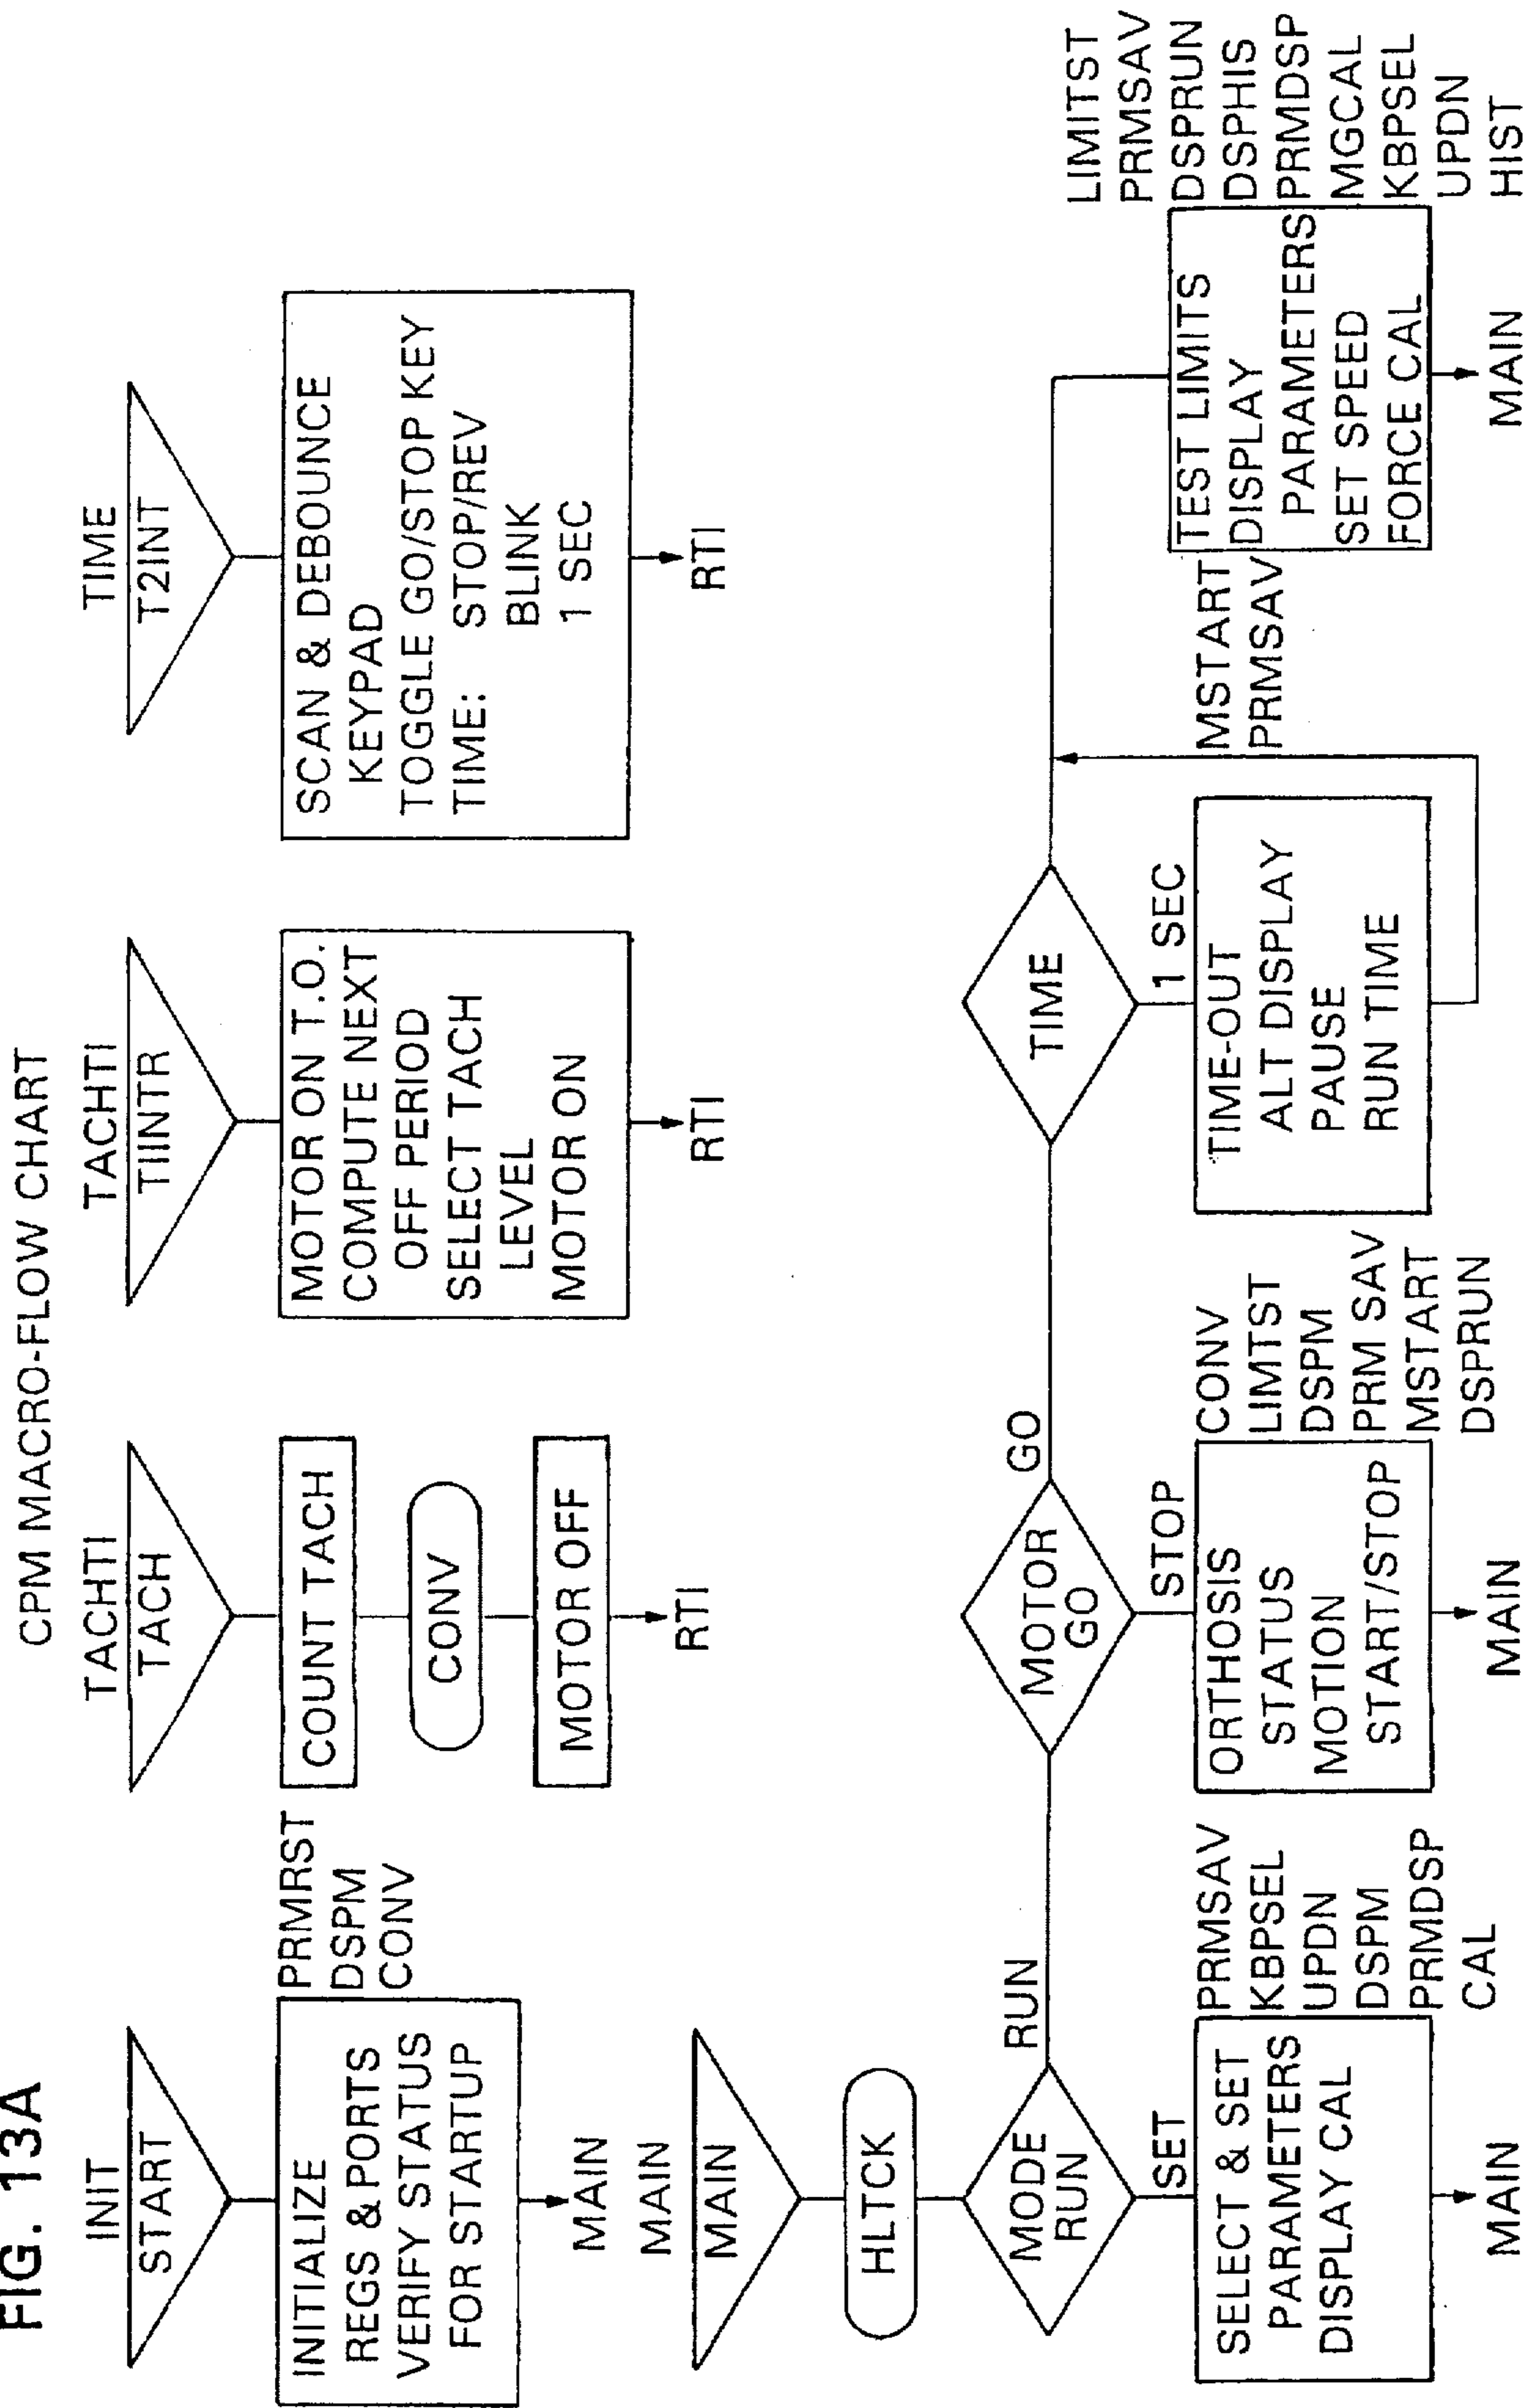 FIG. 13A
CPM MACRO-FLOW CHART
INIT
START
INITIALIZE
REGS & PORTS
VERIFY STATUS
FOR STARTUP
PRMRST
DSPM
CONV
MAIN
TACHTI
TACH
COUNT TACH
CONV
MOTOR OFF
RTI
TACHTI
TIINTR
MOTOR ON T.O.
COMPUTE NEXT
OFF PERIOD
SELECT TACH
LEVEL
MOTOR ON
RTI
TIME
T2INT
SCAN & DEBOUNCE
KEYPAD
TOGGLE GO/STOP KEY
TIME: STOP/REV
BLINK
1 SEC
RTI
MAIN
MAIN
HLTCK
MODE
RUN
RUN
SET
SELECT & SET
PARAMETERS
DISPLAY CAL
PRMSAV
KBPSEL
UPDN
DSPM
PRMDSP
CAL
MAIN
MOTOR
GO
GO
STOP
ORTHOSIS
STATUS
MOTION
START/STOP
CONV
LIMTST
DSPM
PRM SAV
MSTART
DSPRUN
MAIN
TIME
1 SEC
TIME-OUT
ALT DISPLAY
PAUSE
RUN TIME
MSTART
PRMSAV
TEST LIMITS
DISPLAY
PARAMETERS
SET SPEED
FORCE CAL
LIMITST
PRMSAV
DSPRUN
DSPHIS
PRMDSP
MGCAL
KBPSEL
UPDN
HIST
MAIN